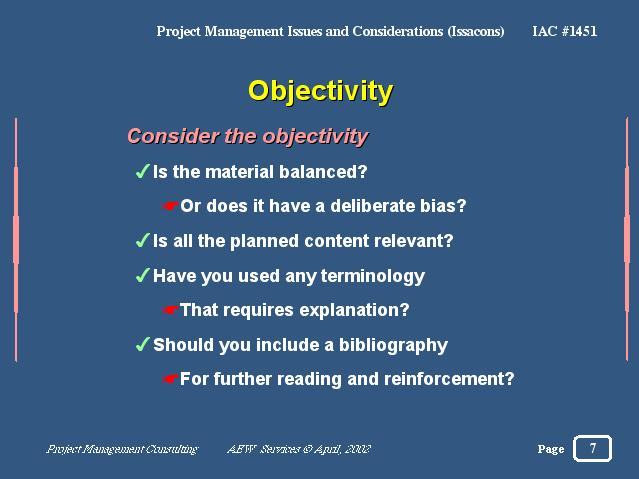 Project Management Issues and Considerations (Issacons) IAC #1451
Objectivity
Consider the objectivity
✓Is the material balanced?
☛Or does it have a deliberate bias?
✓Is all the planned content relevant?
✓Have you used any terminology
☛That requires explanation?
✓Should you include a bibliography
☛For further reading and reinforcement?
Project Management Consulting AEW Services © April, 2002 Page 7